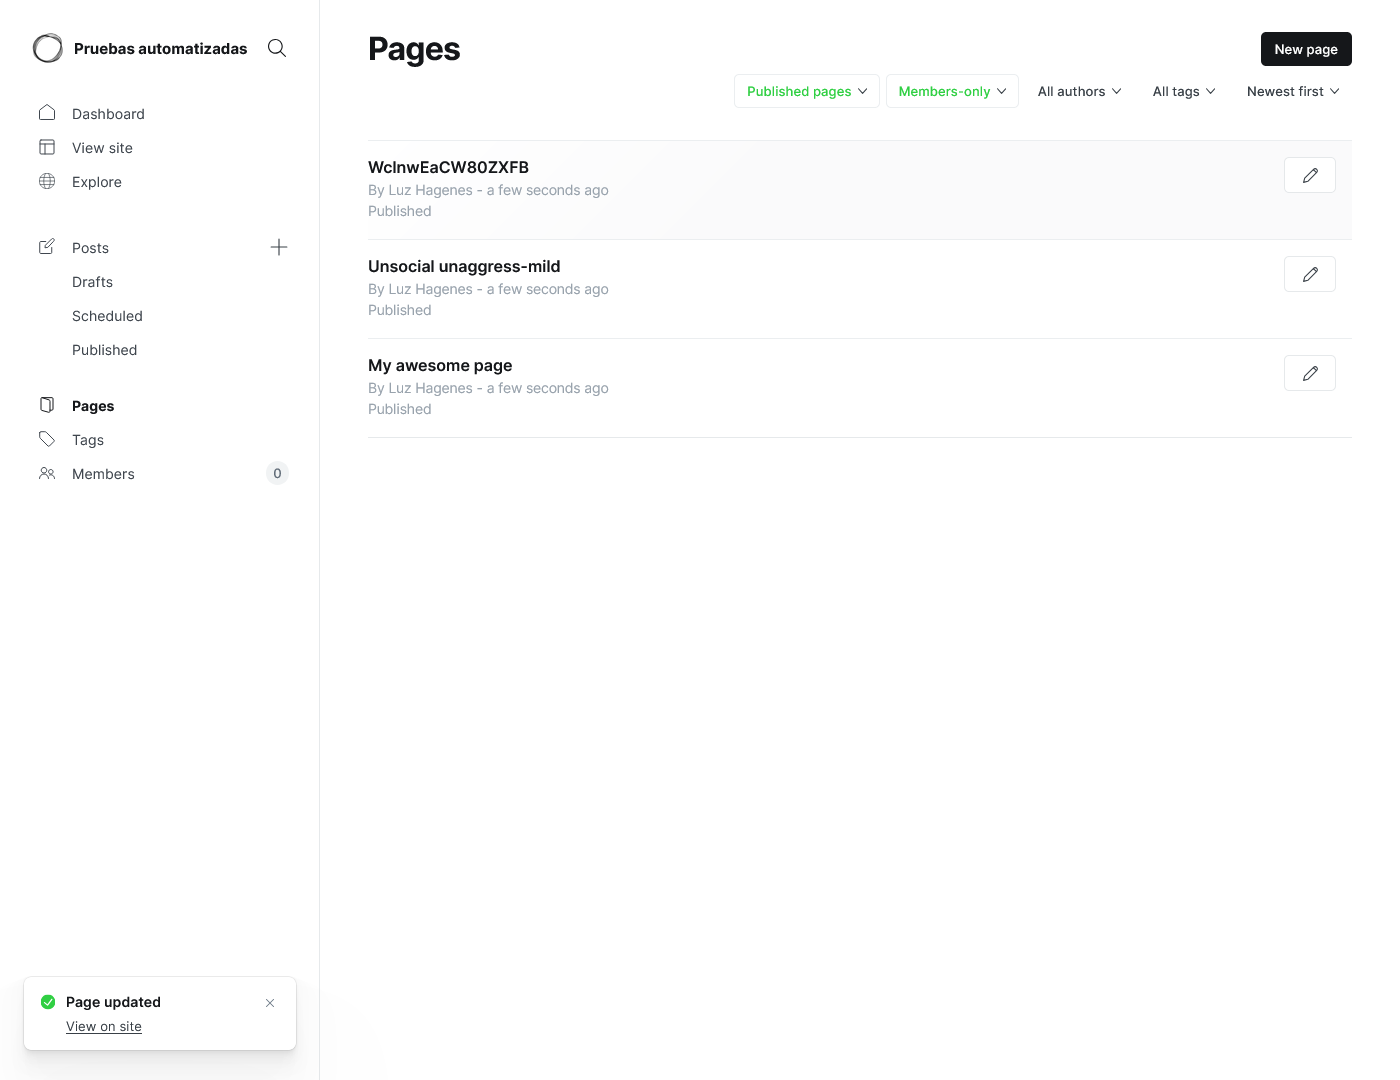 Pruebas automatizadas
Dashboard
View site
Explore
Posts
Drafts
Scheduled
Published
Pages
Tags
Members 0
Page updated
View on site
Pages
New page
Published pages Members-only All authors All tags Newest first
WcInwEaCW80ZXFB
By Luz Hagenes - a few seconds ago
Published
Unsocial unaggress-mild
By Luz Hagenes - a few seconds ago
Published
My awesome page
By Luz Hagenes - a few seconds ago
Published